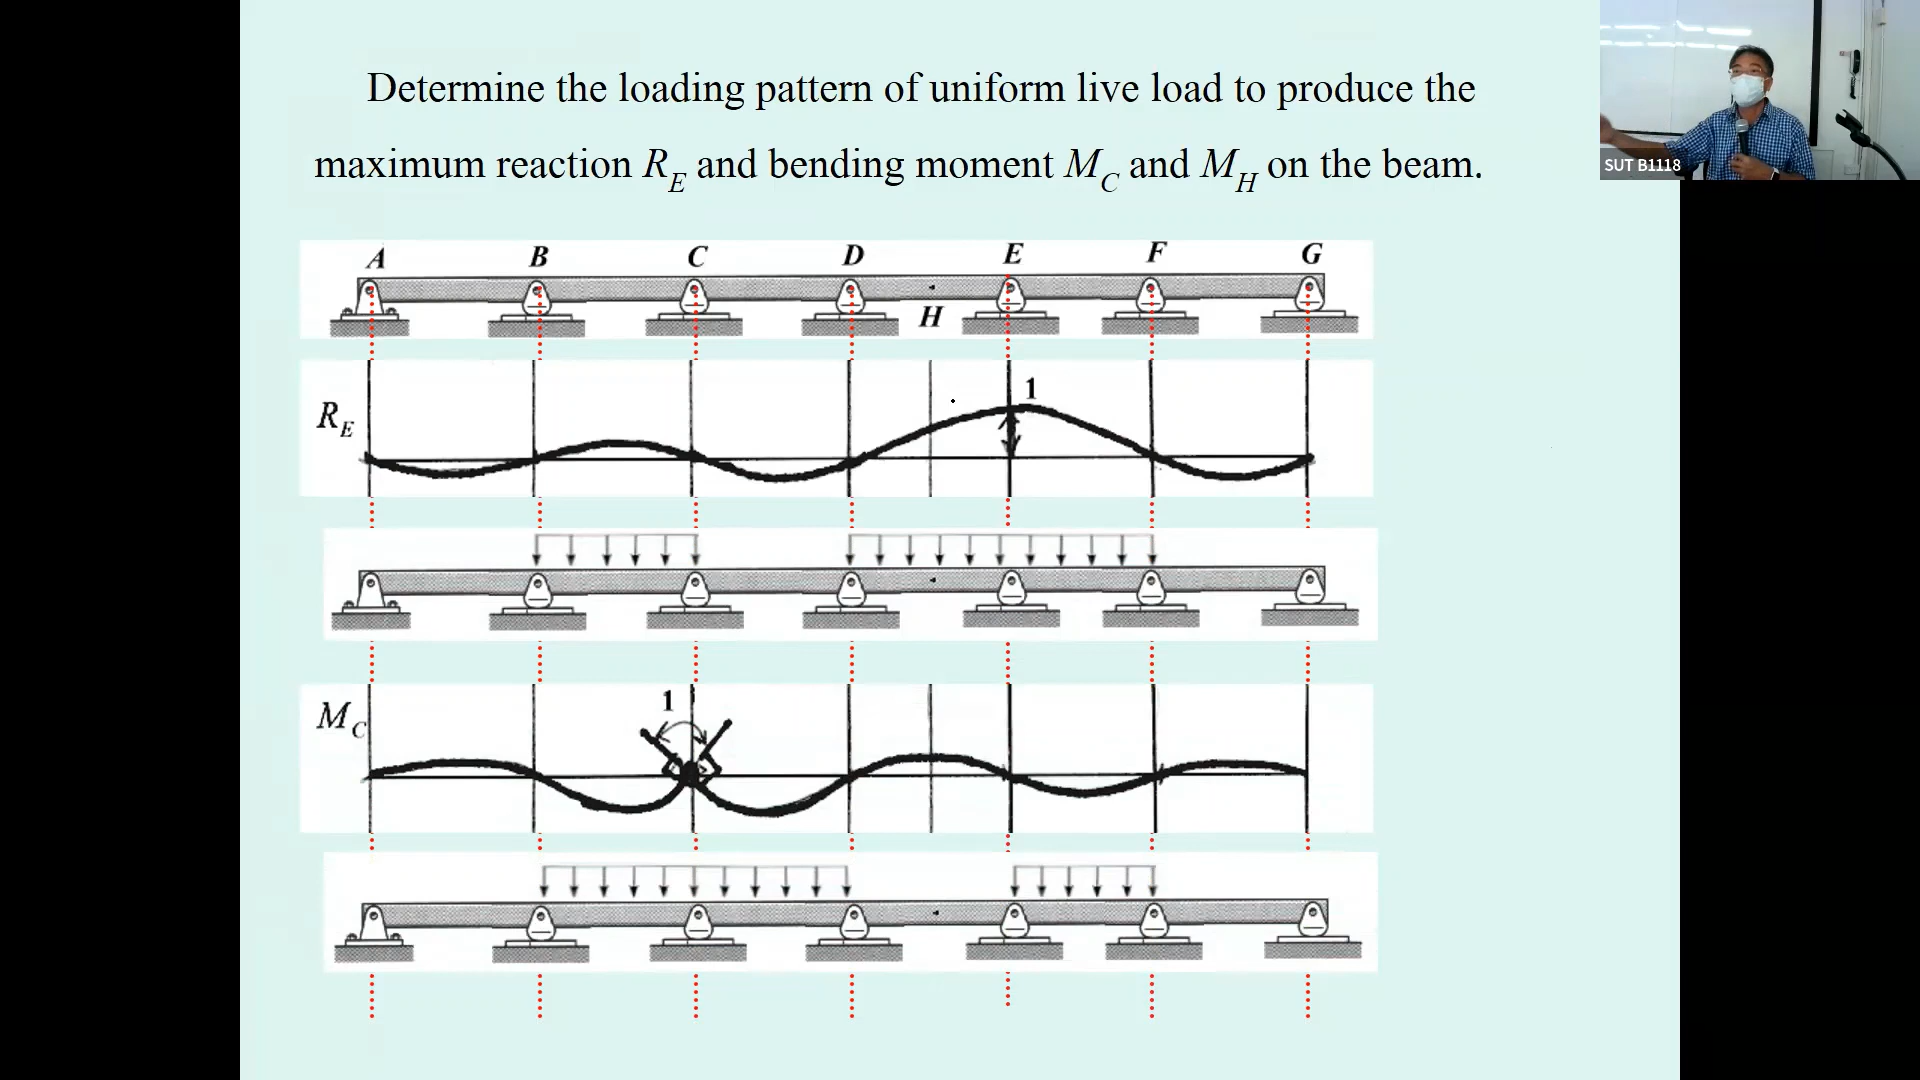 Determine the loading pattern of uniform live load to produce the
maximum reaction R_E and bending moment M_C and M_H on the beam.
SUT B1118
A B C D E F G
H
1
R_E
1
M_C